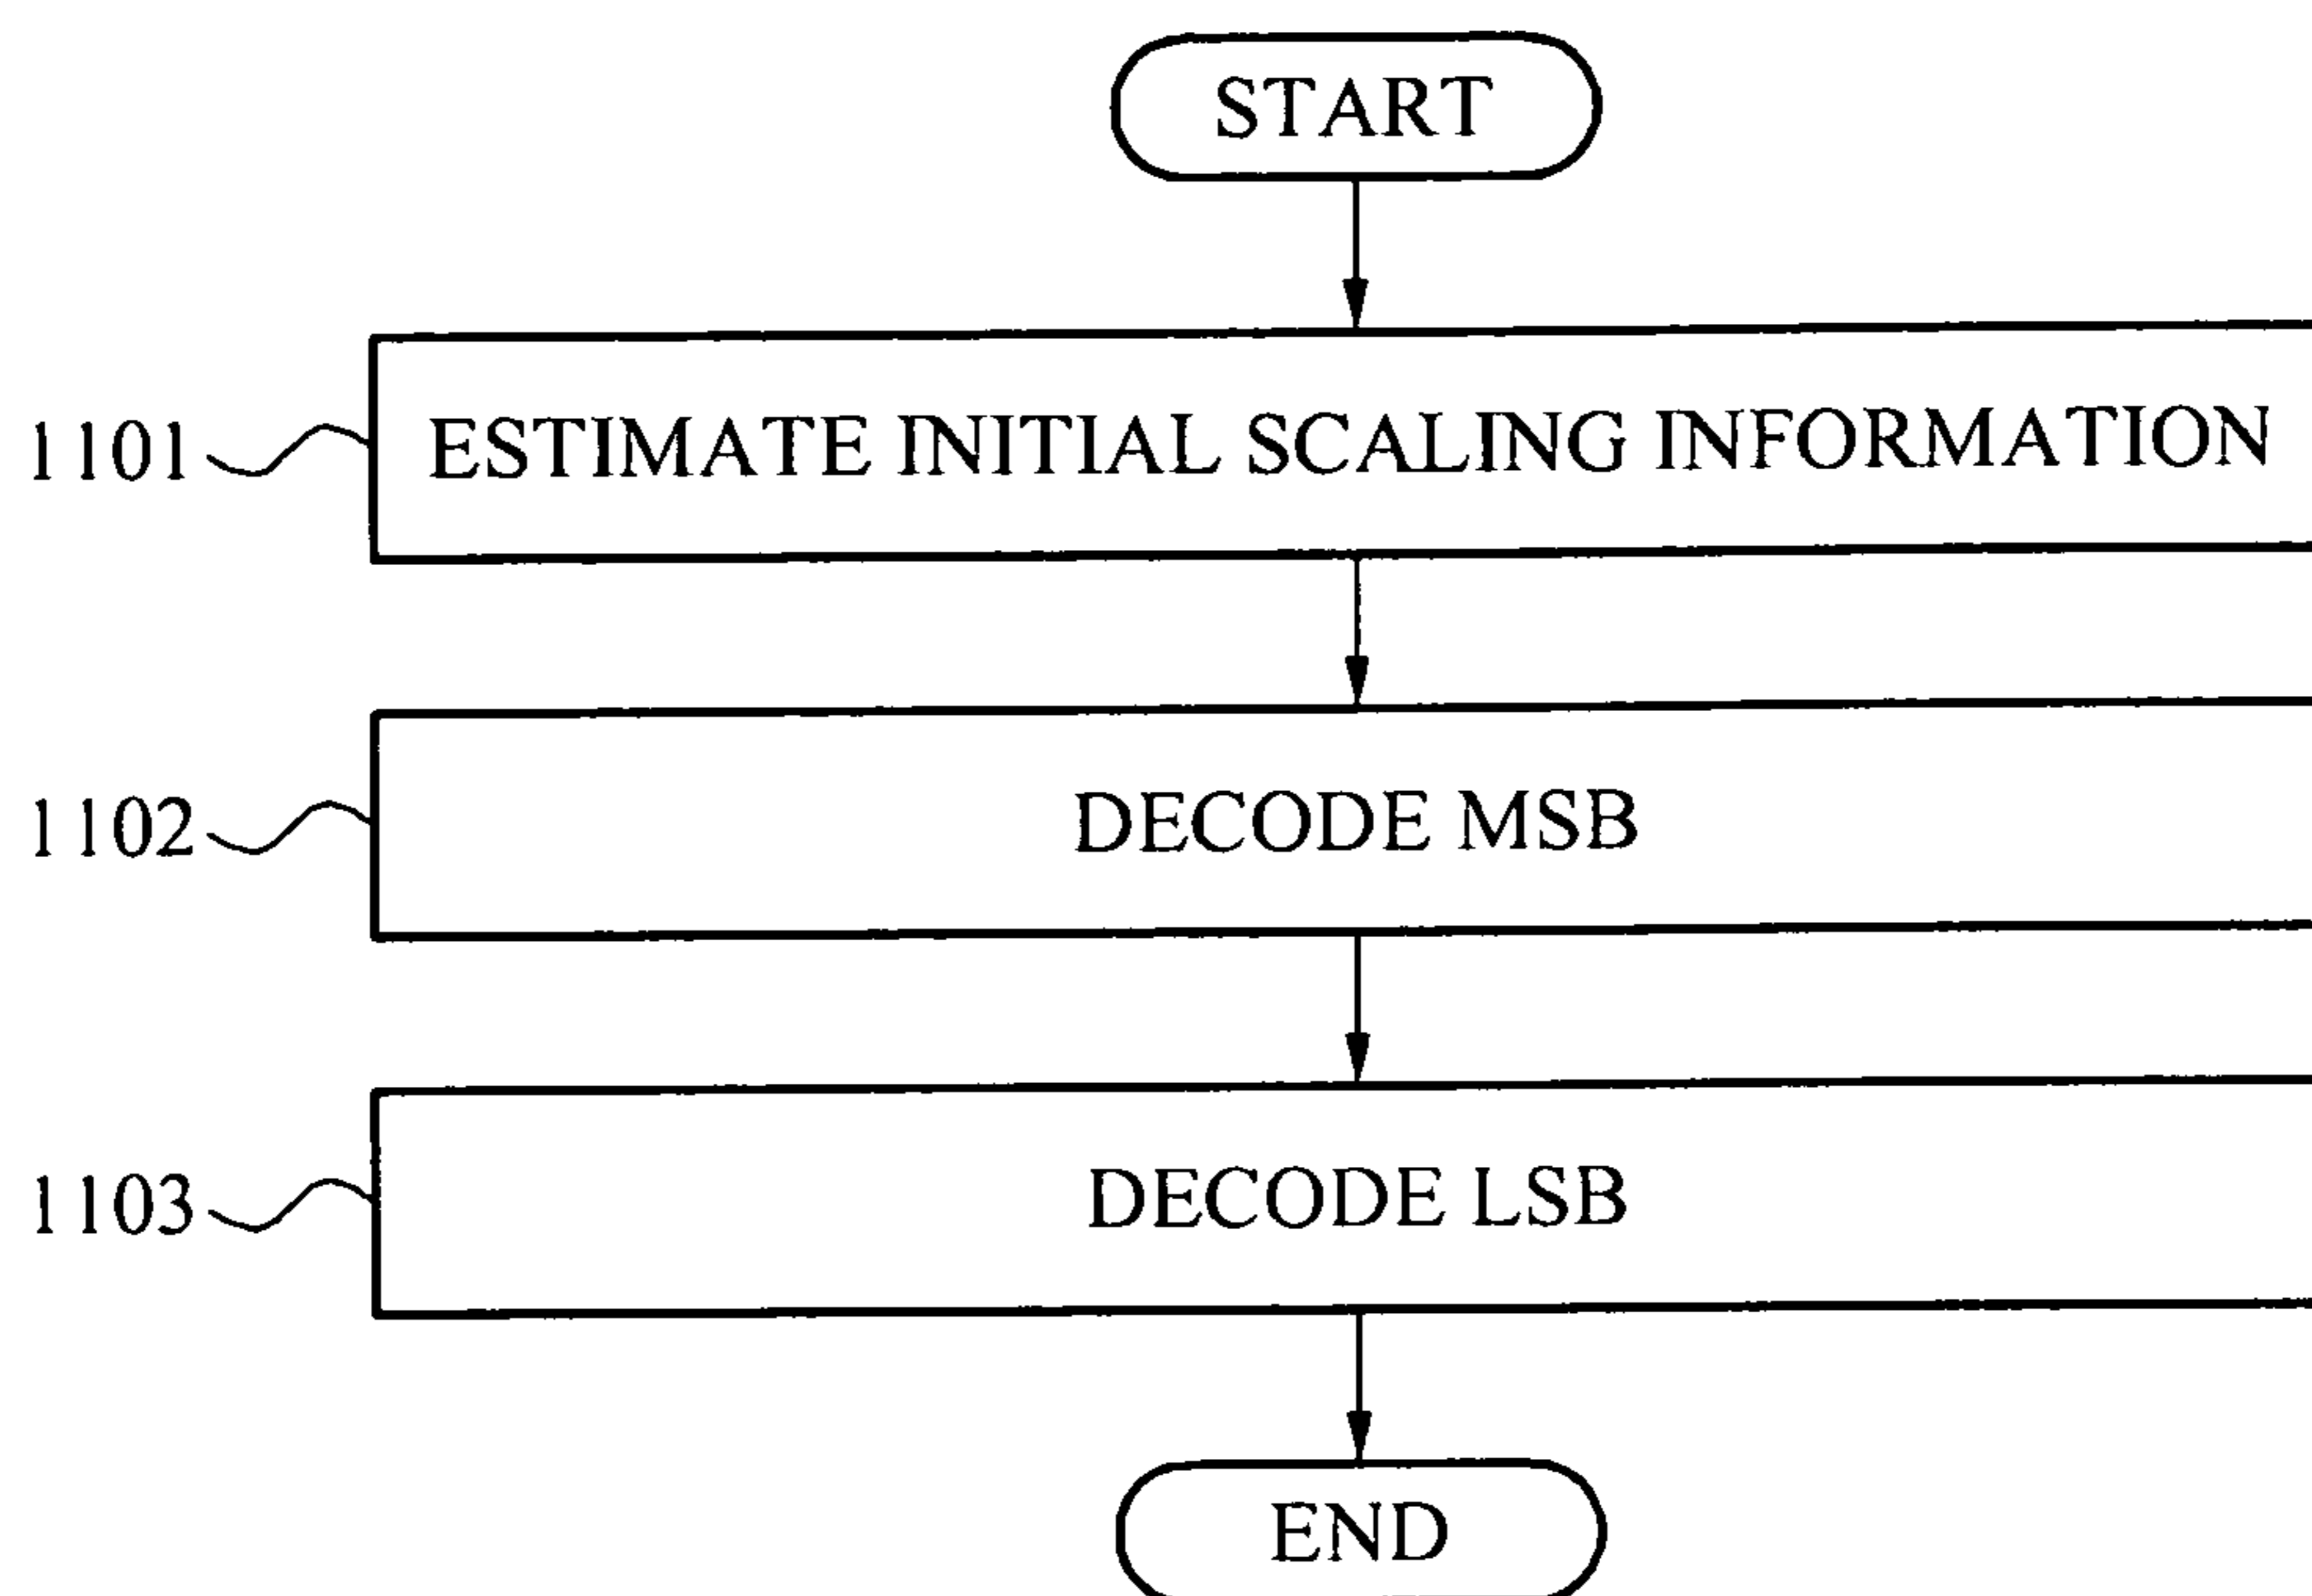 START
1101
ESTIMATE INITIAL SCALING INFORMATION
1102
DECODE MSB
1103
DECODE LSB
END